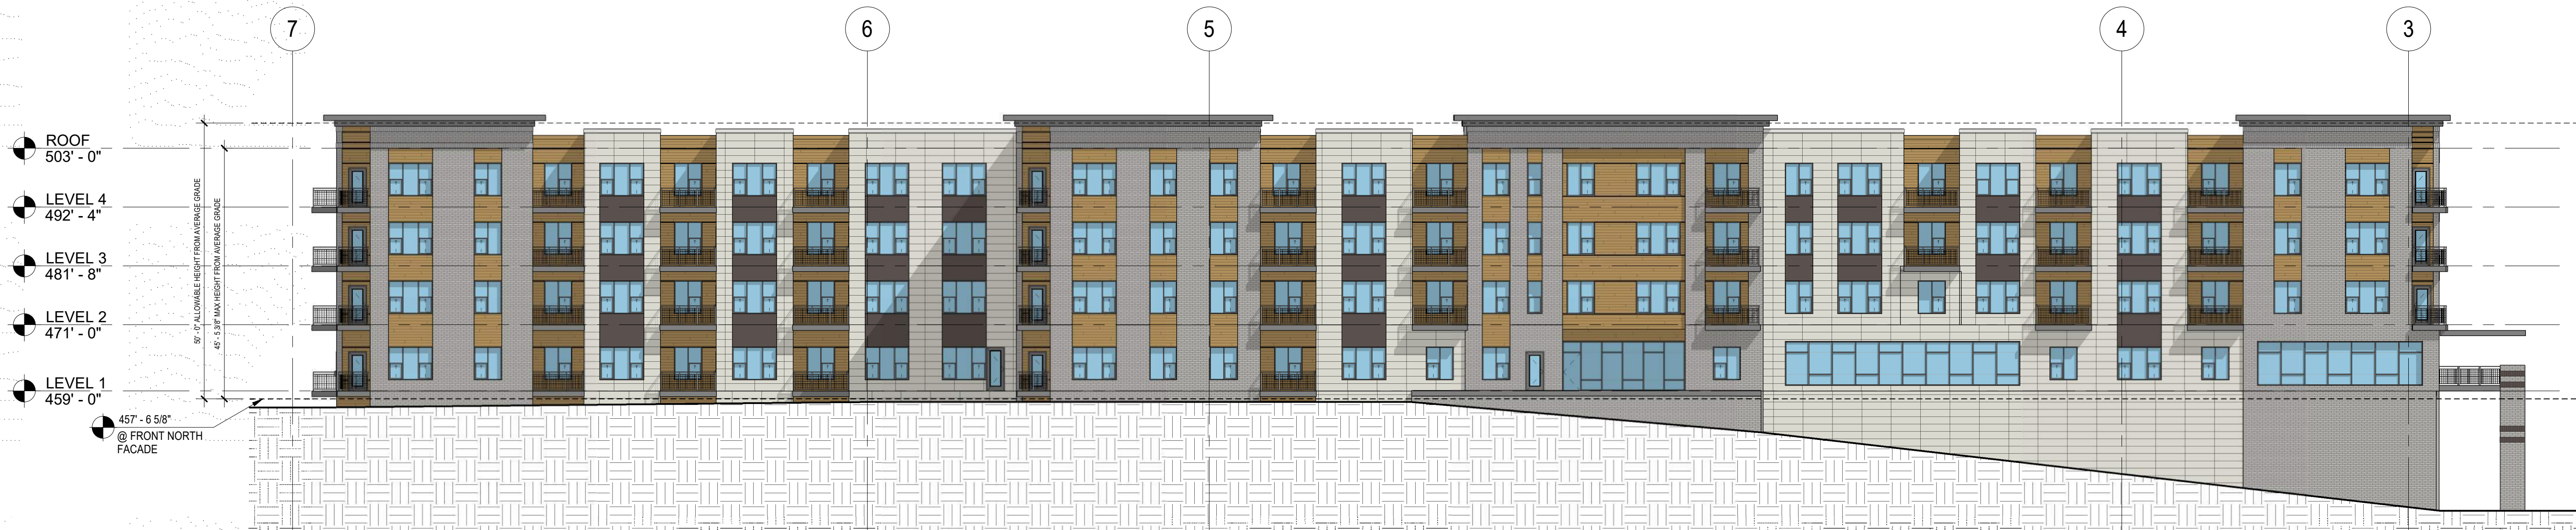 7
6
5
4
3
ROOF
503' - 0"
LEVEL 4
492' - 4"
LEVEL 3
481' - 8"
LEVEL 2
471' - 0"
LEVEL 1
459' - 0"
50' - 0" ALLOWABLE HEIGHT FROM AVERAGE GRADE
45' - 5 3/8" MAX HEIGHT FROM AVERAGE GRADE
457' - 6 5/8"
@ FRONT NORTH
FACADE